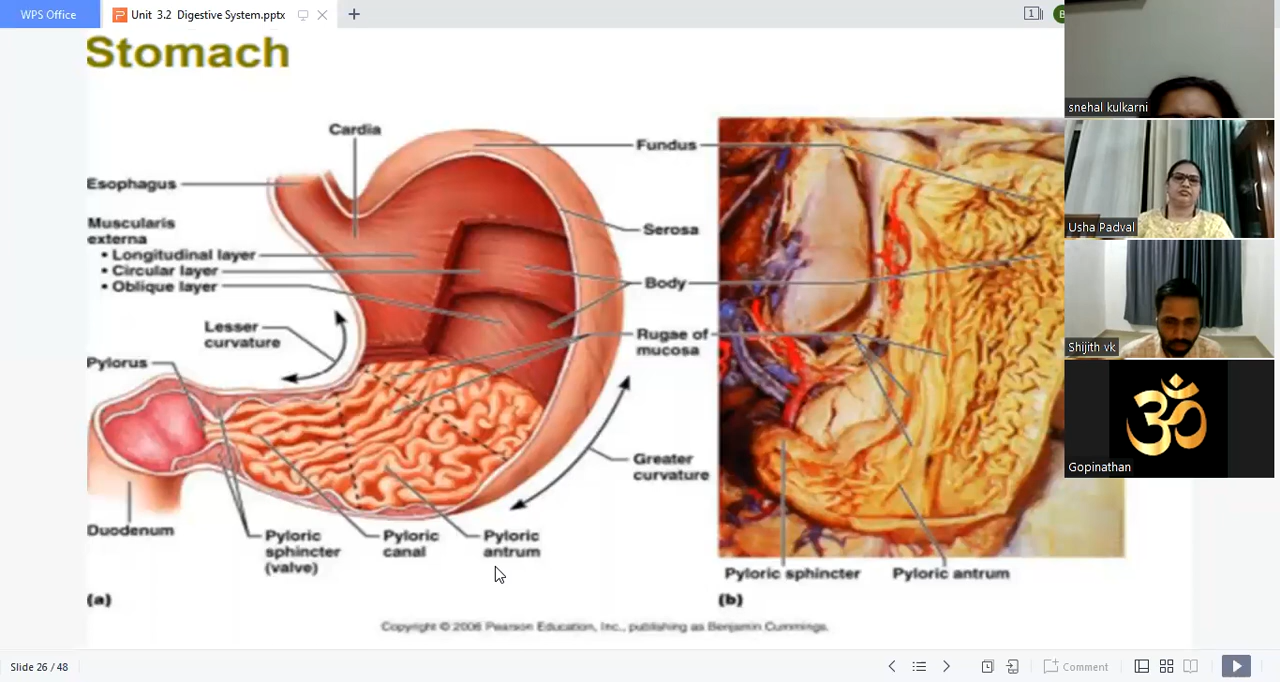 WPS Office
Unit 3.2 Digestive System.pptx
1
B
Stomach
snehal kulkarni
Cardia
Fundus
Esophagus
Muscularis
externa
• Longitudinal layer
• Circular layer
• Oblique layer
Serosa
Usha Padval
Body
Lesser
curvature
Rugae of
mucosa
Shijith vk
Pylorus
Greater
curvature
ॐ
Gopinathan
Duodenum
Pyloric
sphincter
(valve)
Pyloric
canal
Pyloric
antrum
Pyloric sphincter
Pyloric antrum
(a)
(b)
Copyright © 2006 Pearson Education, Inc., publishing as Benjamin Cummings.
Slide 26 / 48
Comment